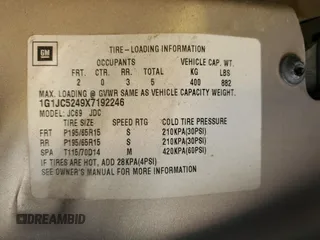 GM
TIRE-LOADING INFORMATION
OCCUPANTS VEHICLE CAP. WT.
FRT CTR RR TOTAL KG LBS
2 0 3 5 400 882
MAX. LOADING @ GVWR SAME AS VEHICLE CAPACITY WEIGHT.
1G1JC5249X7192246
MODEL: JC69 JDC
TIRE SIZE SPEED RTG COLD TIRE PRESSURE
FRT P195/65R15 S 210KPA(30PSI)
RR P195/65R15 S 210KPA(30PSI)
SPA T115/70D14 M 420KPA(60PSI)
IF TIRES ARE HOT, ADD 28KPA(4PSI)
SEE OWNER'S MANUAL FOR MORE INFORMATION
DREAMBID